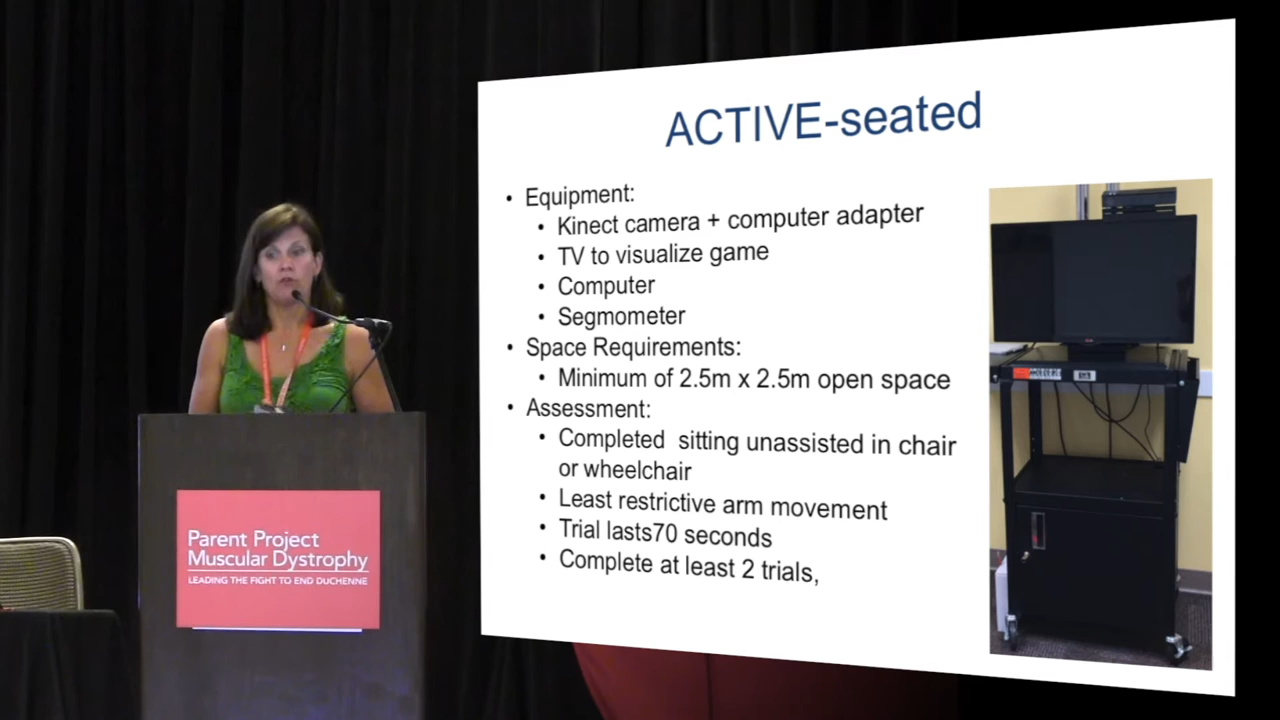 ACTIVE-seated
• Equipment:
• Kinect camera + computer adapter
• TV to visualize game
• Computer
• Segmometer
• Space Requirements:
• Minimum of 2.5m x 2.5m open space
• Assessment:
• Completed sitting unassisted in chair
or wheelchair
• Least restrictive arm movement
• Trial lasts70 seconds
• Complete at least 2 trials,
Parent Project
Muscular Dystrophy
LEADING THE FIGHT TO END DUCHENNE